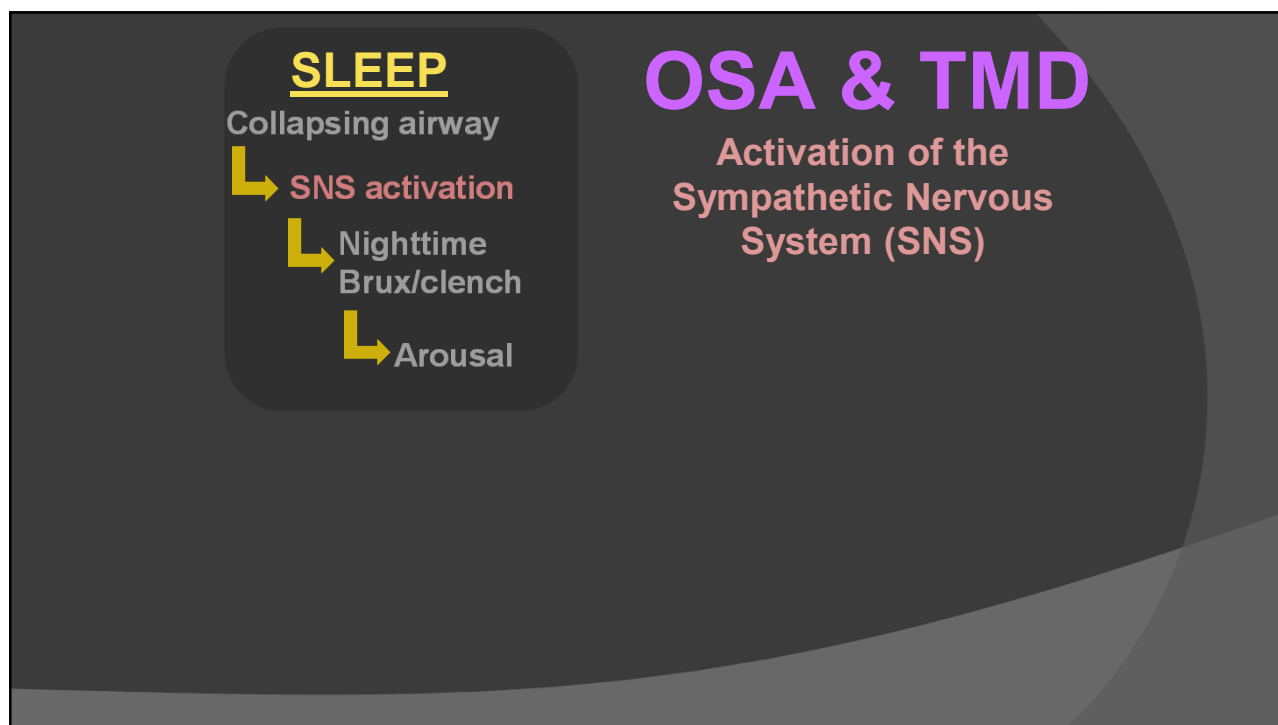 SLEEP
Collapsing airway
SNS activation
Nighttime
Brux/clench
Arousal
OSA & TMD
Activation of the
Sympathetic Nervous
System (SNS)